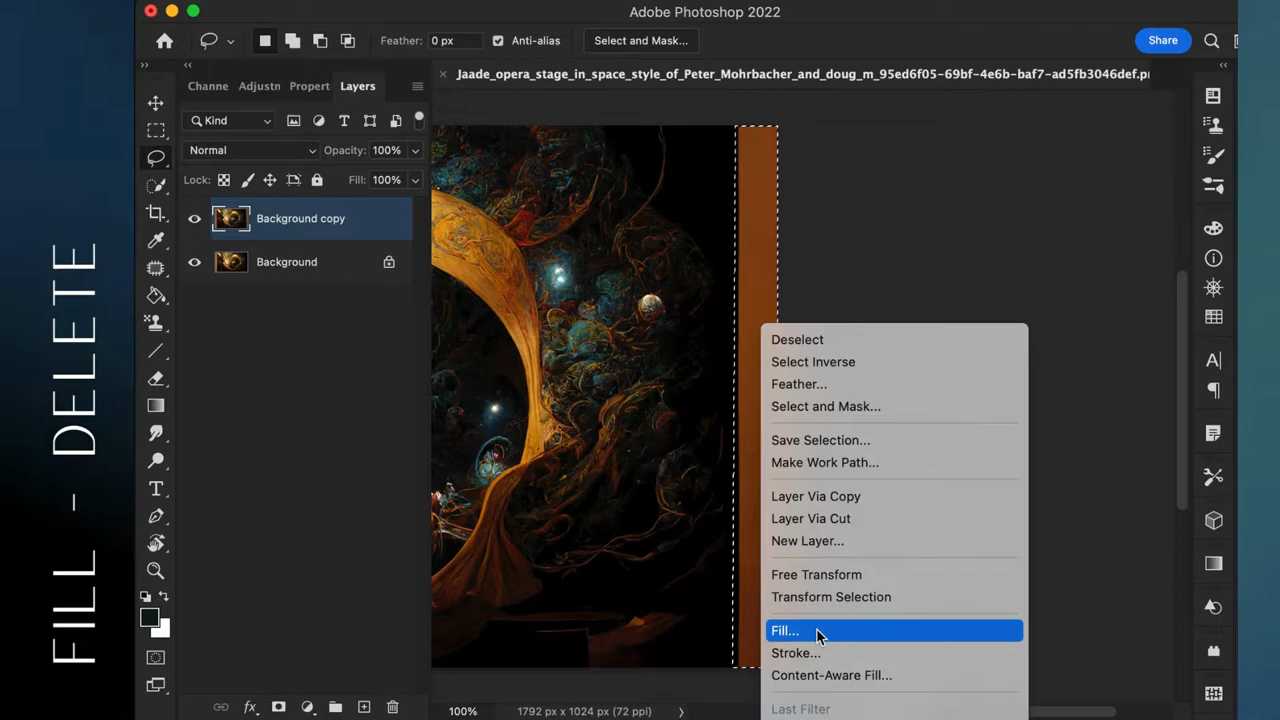 Adobe Photoshop 2022
Feather: 0 px
Anti-alias
Select and Mask...
Share
Channe
Adjustn
Propert
Layers
Jaade_opera_stage_in_space_style_of_Peter_Mohrbacher_and_doug_m_95ed6f05-69bf-4e6b-baf7-ad5fb3046def.pr
Kind
Normal
Opacity: 100%
Lock:
Fill: 100%
Background copy
Background
FILL - DELETE
Deselect
Select Inverse
Feather...
Select and Mask...
Save Selection...
Make Work Path...
Layer Via Copy
Layer Via Cut
New Layer...
Free Transform
Transform Selection
Fill...
Stroke...
Content-Aware Fill...
Last Filter
fx
100%
1792 px x 1024 px (72 ppi)